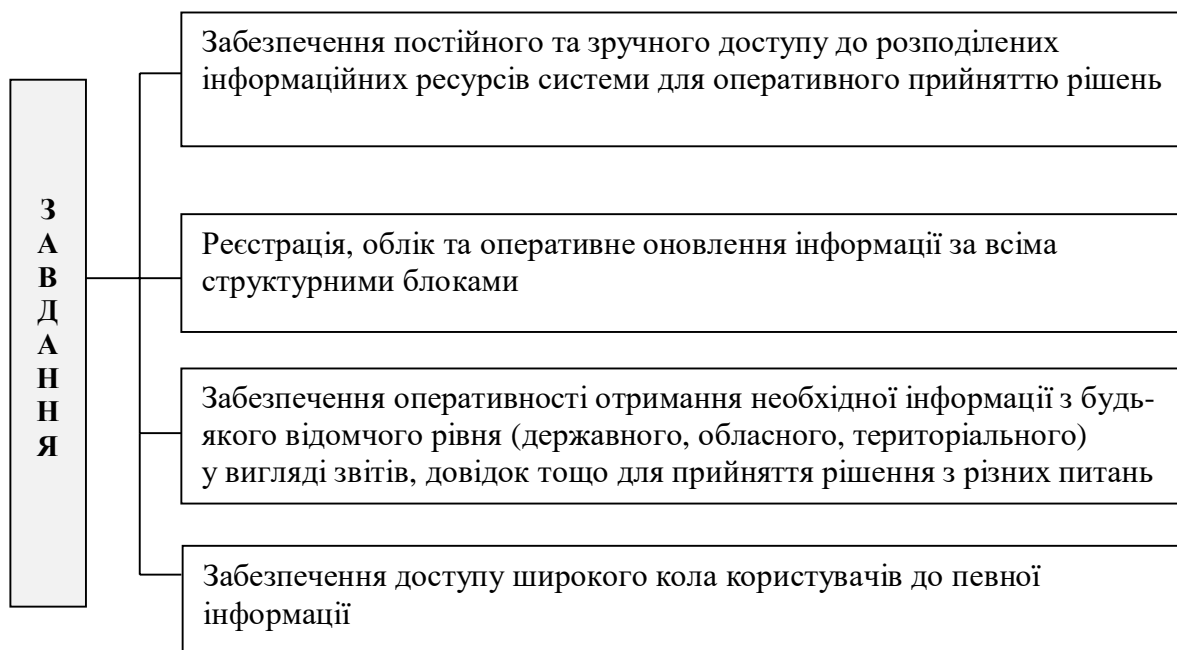 Забезпечення постійного та зручного доступу до розподілених
інформаційних ресурсів системи для оперативного прийняттю рішень
З
А
В
Д
А
Н
Н
Я
Реєстрація, облік та оперативне оновлення інформації за всіма
структурними блоками
Забезпечення оперативності отримання необхідної інформації з будь-
якого відомчого рівня (державного, обласного, територіального)
у вигляді звітів, довідок тощо для прийняття рішення з різних питань
Забезпечення доступу широкого кола користувачів до певної
інформації